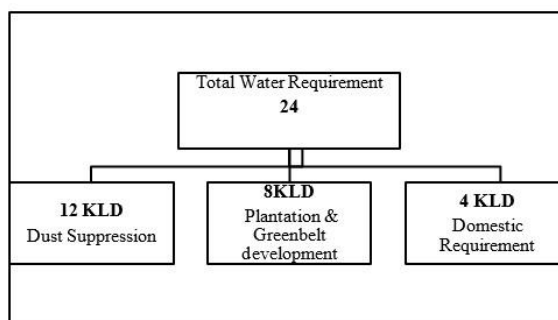 Total Water Requirement
24
12 KLD
Dust Suppression
8KLD
Plantation &
Greenbelt
development
4 KLD
Domestic
Requirement